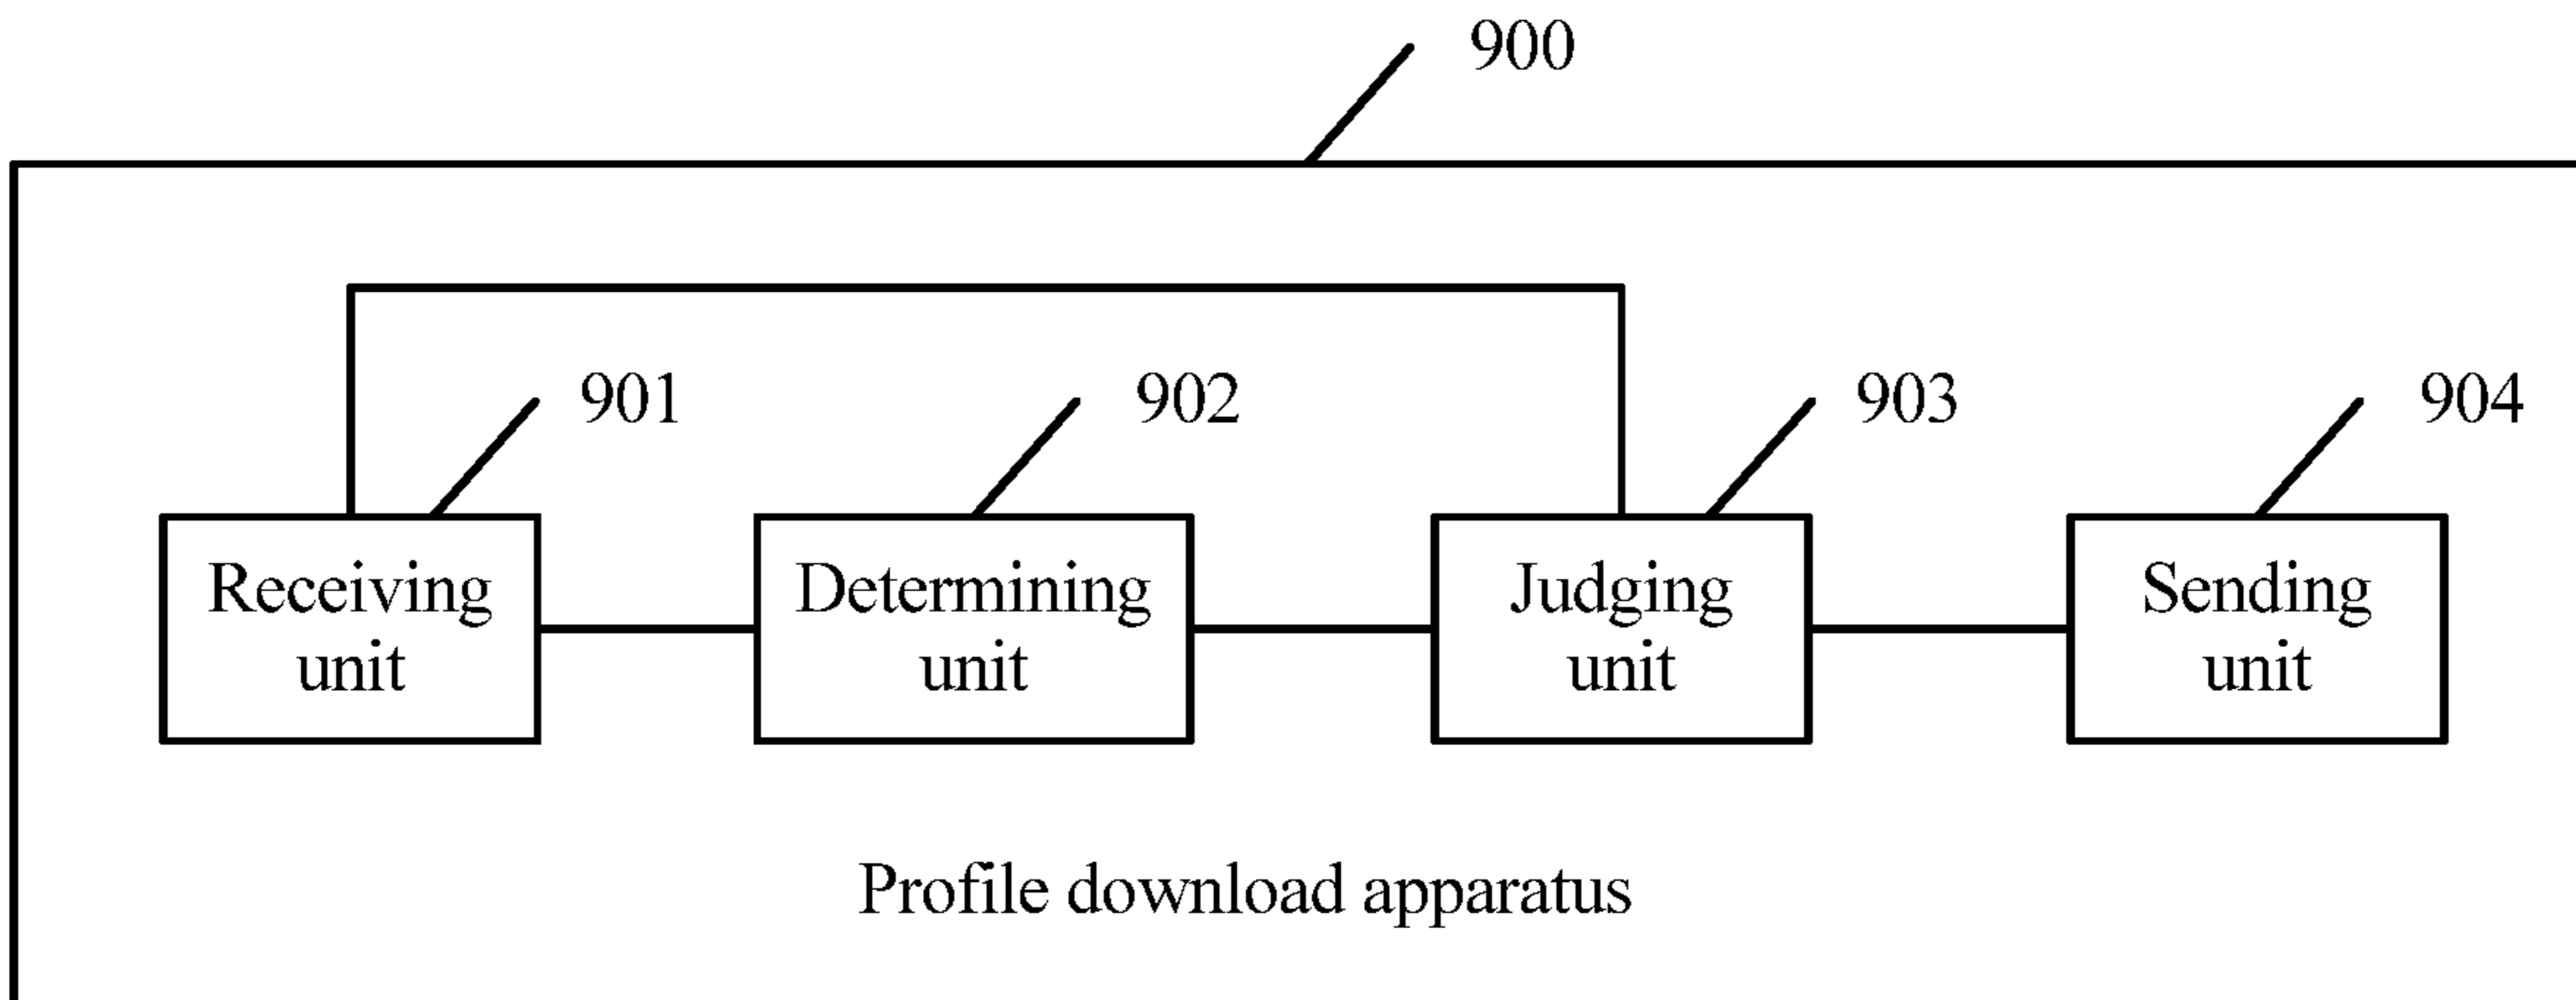 900
901
902
903
904
Receiving
unit
Determining
unit
Judging
unit
Sending
unit
Profile download apparatus